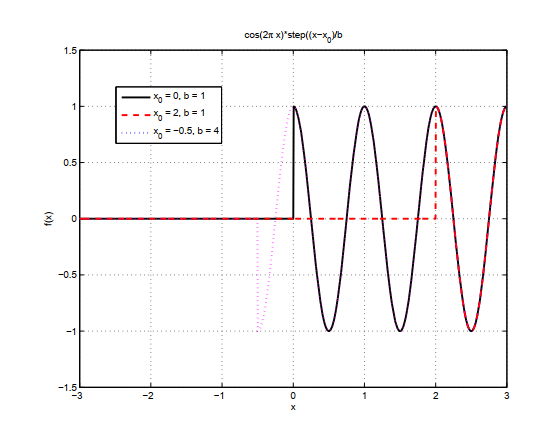 cos(2π x)*step((x−x₀)/b
1.5
1
0.5
0
−0.5
−1
−1.5
f(x)
x₀ = 0, b = 1
x₀ = 2, b = 1
x₀ = −0.5, b = 4
−3 −2 −1 0 1 2 3
x